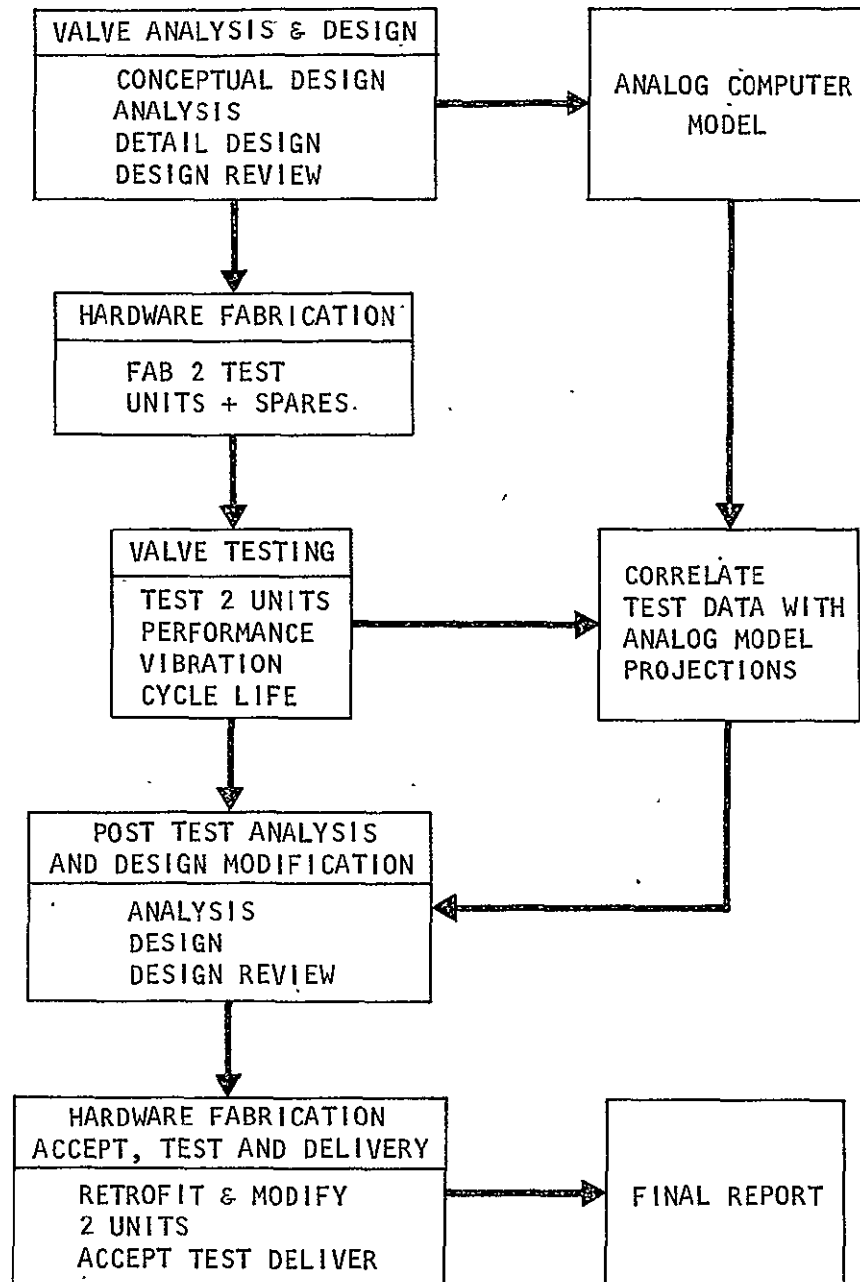 VALVE ANALYSIS & DESIGN
CONCEPTUAL DESIGN
ANALYSIS
DETAIL DESIGN
DESIGN REVIEW
ANALOG COMPUTER
MODEL
HARDWARE FABRICATION
FAB 2 TEST
UNITS + SPARES
VALVE TESTING
TEST 2 UNITS
PERFORMANCE
VIBRATION
CYCLE LIFE
CORRELATE
TEST DATA WITH
ANALOG MODEL
PROJECTIONS
POST TEST ANALYSIS
AND DESIGN MODIFICATION
ANALYSIS
DESIGN
DESIGN REVIEW
HARDWARE FABRICATION
ACCEPT, TEST AND DELIVERY
RETROFIT & MODIFY
2 UNITS
ACCEPT TEST DELIVER
FINAL REPORT